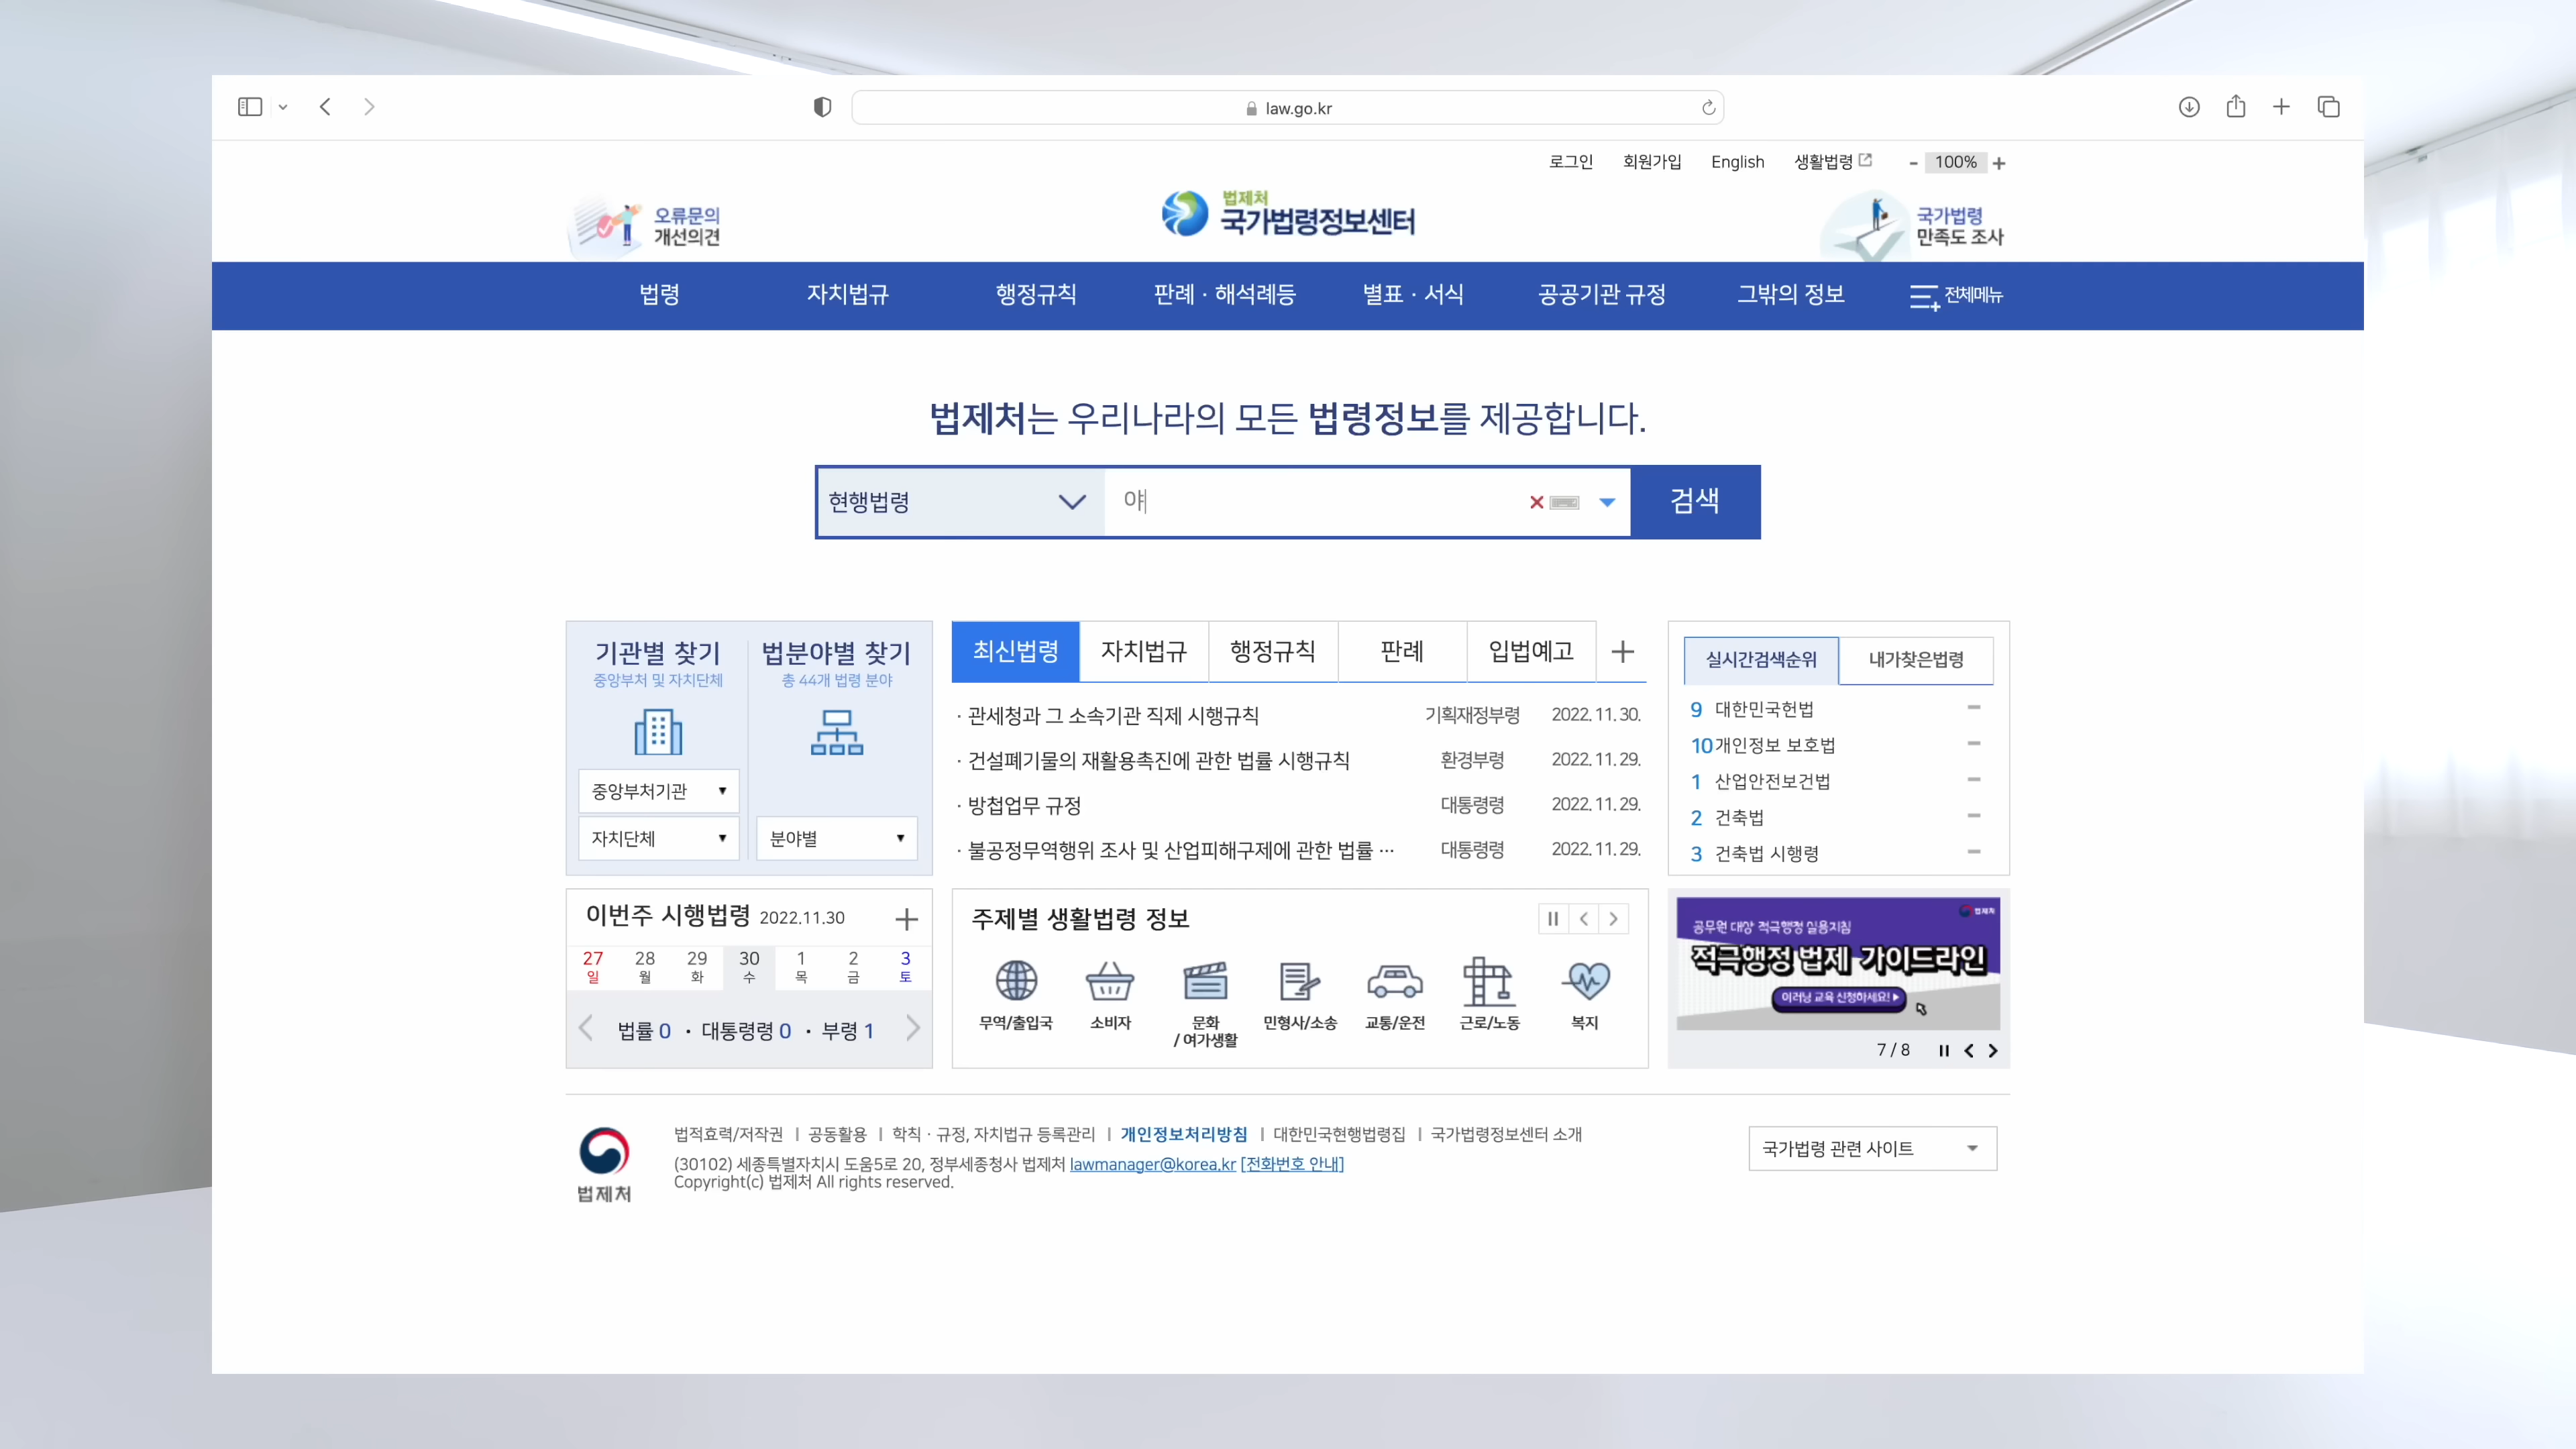 law.go.kr
로그인 회원가입 English 생활법령 - 100% +
오류문의
개선의견
법제처
국가법령정보센터
국가법령
만족도 조사
법령 자치법규 행정규칙 판례 · 해석례등 별표 · 서식 공공기관 규정 그밖의 정보 전체메뉴
법제처는 우리나라의 모든 법령정보를 제공합니다.
현행법령 야 검색
기관별 찾기
중앙부처 및 자치단체
중앙부처기관
자치단체
법분야별 찾기
총 44개 법령 분야
분야별
최신법령 자치법규 행정규칙 판례 입법예고
· 관세청과 그 소속기관 직제 시행규칙 기획재정부령 2022. 11. 30.
· 건설폐기물의 재활용촉진에 관한 법률 시행규칙 환경부령 2022. 11. 29.
· 방첩업무 규정 대통령령 2022. 11. 29.
· 불공정무역행위 조사 및 산업피해구제에 관한 법률 ··· 대통령령 2022. 11. 29.
실시간검색순위 내가찾은법령
9 대한민국헌법
10 개인정보 보호법
1 산업안전보건법
2 건축법
3 건축법 시행령
이번주 시행법령 2022.11.30
27 28 29 30 1 2 3
일 월 화 수 목 금 토
법률 0 · 대통령령 0 · 부령 1
주제별 생활법령 정보
무역/출입국 소비자 문화 민형사/소송 교통/운전 근로/노동 복지
/ 여가생활
법제처
공무원 대상 적극행정 실용지침
적극행정 법제 가이드라인
이러닝 교육 신청하세요!
7 / 8
법적효력/저작권 공동활용 학칙 · 규정, 자치법규 등록관리 개인정보처리방침 대한민국현행법령집 국가법령정보센터 소개
(30102) 세종특별자치시 도움5로 20, 정부세종청사 법제처 lawmanager@korea.kr [전화번호 안내]
Copyright(c) 법제처 All rights reserved.
법제처
국가법령 관련 사이트